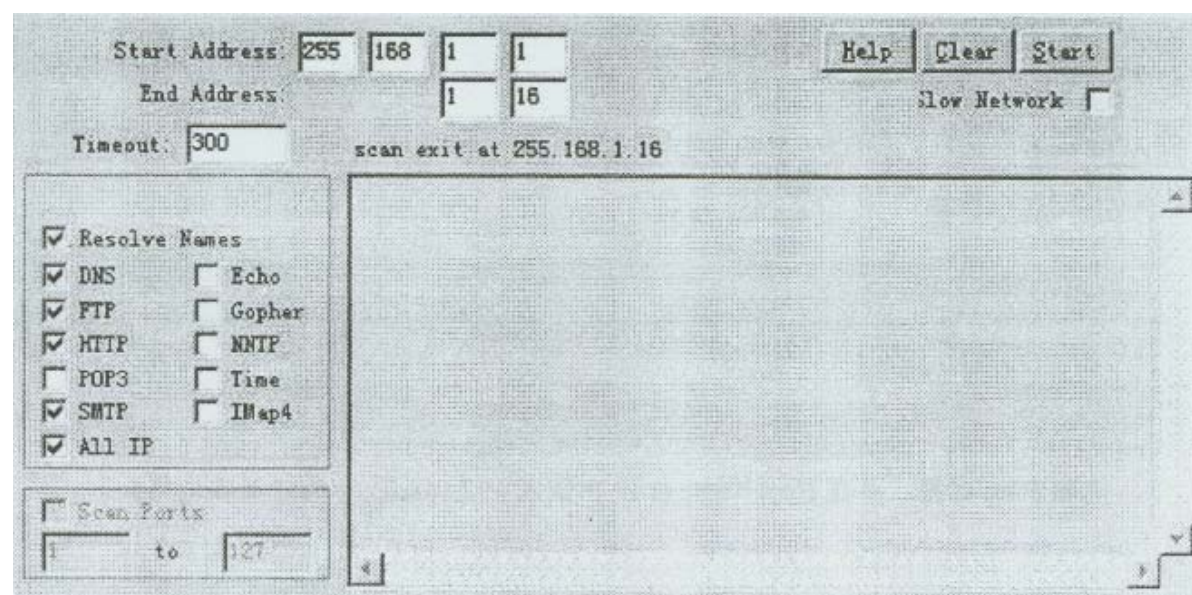 Start Address: 255 168 1 1 Help Clear Start
End Address: 1 16 Slow Network
Timeout: 300 scan exit at 255.168.1.16
Resolve Names
DNS Echo
FTP Gopher
HTTP NNTP
POP3 Time
SMTP IMap4
All IP
Scan Ports
1 to 127